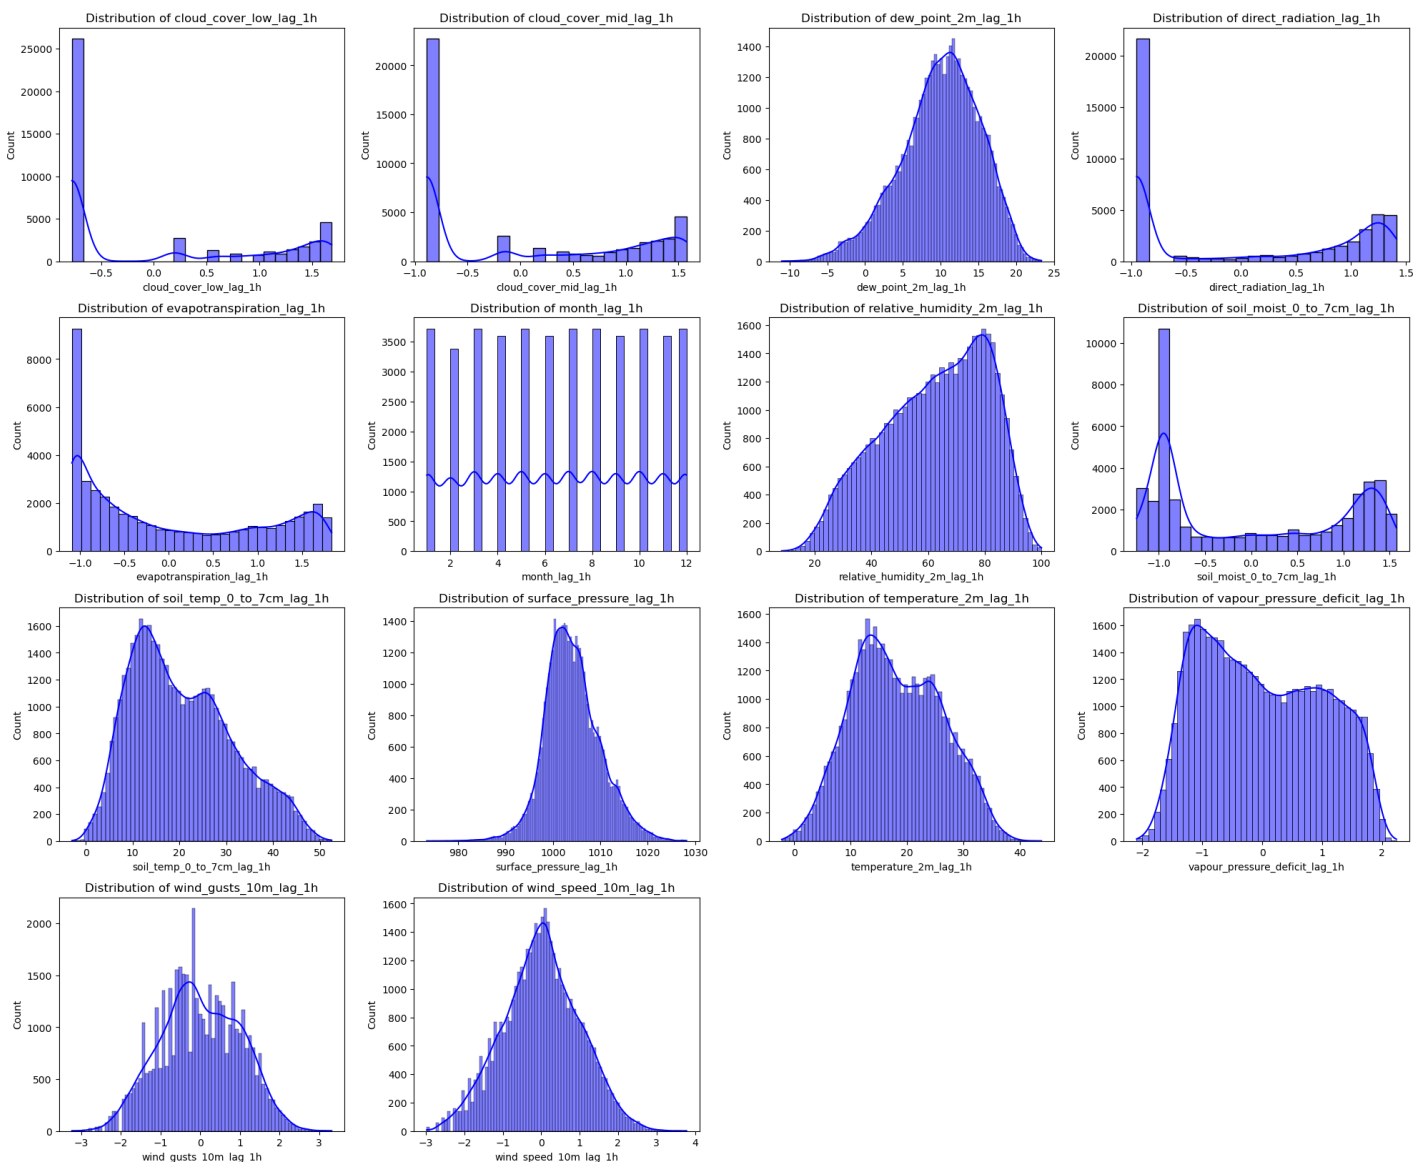 Distribution of cloud_cover_low_lag_1h
25000
20000
15000
10000
5000
0
Count
−0.5 0.0 0.5 1.0 1.5
cloud_cover_low_lag_1h
Distribution of cloud_cover_mid_lag_1h
20000
15000
10000
5000
0
Count
−1.0 −0.5 0.0 0.5 1.0 1.5
cloud_cover_mid_lag_1h
Distribution of dew_point_2m_lag_1h
1400
1200
1000
800
600
400
200
0
Count
−10 −5 0 5 10 15 20 25
dew_point_2m_lag_1h
Distribution of direct_radiation_lag_1h
20000
15000
10000
5000
0
Count
−1.0 −0.5 0.0 0.5 1.0 1.5
direct_radiation_lag_1h
Distribution of evapotranspiration_lag_1h
8000
6000
4000
2000
0
Count
−1.0 −0.5 0.0 0.5 1.0 1.5
evapotranspiration_lag_1h
Distribution of month_lag_1h
3500
3000
2500
2000
1500
1000
500
0
Count
2 4 6 8 10 12
month_lag_1h
Distribution of relative_humidity_2m_lag_1h
1600
1400
1200
1000
800
600
400
200
0
Count
20 40 60 80 100
relative_humidity_2m_lag_1h
Distribution of soil_moist_0_to_7cm_lag_1h
10000
8000
6000
4000
2000
0
Count
−1.0 −0.5 0.0 0.5 1.0 1.5
soil_moist_0_to_7cm_lag_1h
Distribution of soil_temp_0_to_7cm_lag_1h
1600
1400
1200
1000
800
600
400
200
0
Count
0 10 20 30 40 50
soil_temp_0_to_7cm_lag_1h
Distribution of surface_pressure_lag_1h
1400
1200
1000
800
600
400
200
0
Count
980 990 1000 1010 1020 1030
surface_pressure_lag_1h
Distribution of temperature_2m_lag_1h
1600
1400
1200
1000
800
600
400
200
0
Count
0 10 20 30 40
temperature_2m_lag_1h
Distribution of vapour_pressure_deficit_lag_1h
1600
1400
1200
1000
800
600
400
200
0
Count
−2 −1 0 1 2
vapour_pressure_deficit_lag_1h
Distribution of wind_gusts_10m_lag_1h
2000
1500
1000
500
0
Count
−3 −2 −1 0 1 2 3
wind_gusts_10m_lag_1h
Distribution of wind_speed_10m_lag_1h
1600
1400
1200
1000
800
600
400
200
0
Count
−3 −2 −1 0 1 2 3 4
wind_speed_10m_lag_1h